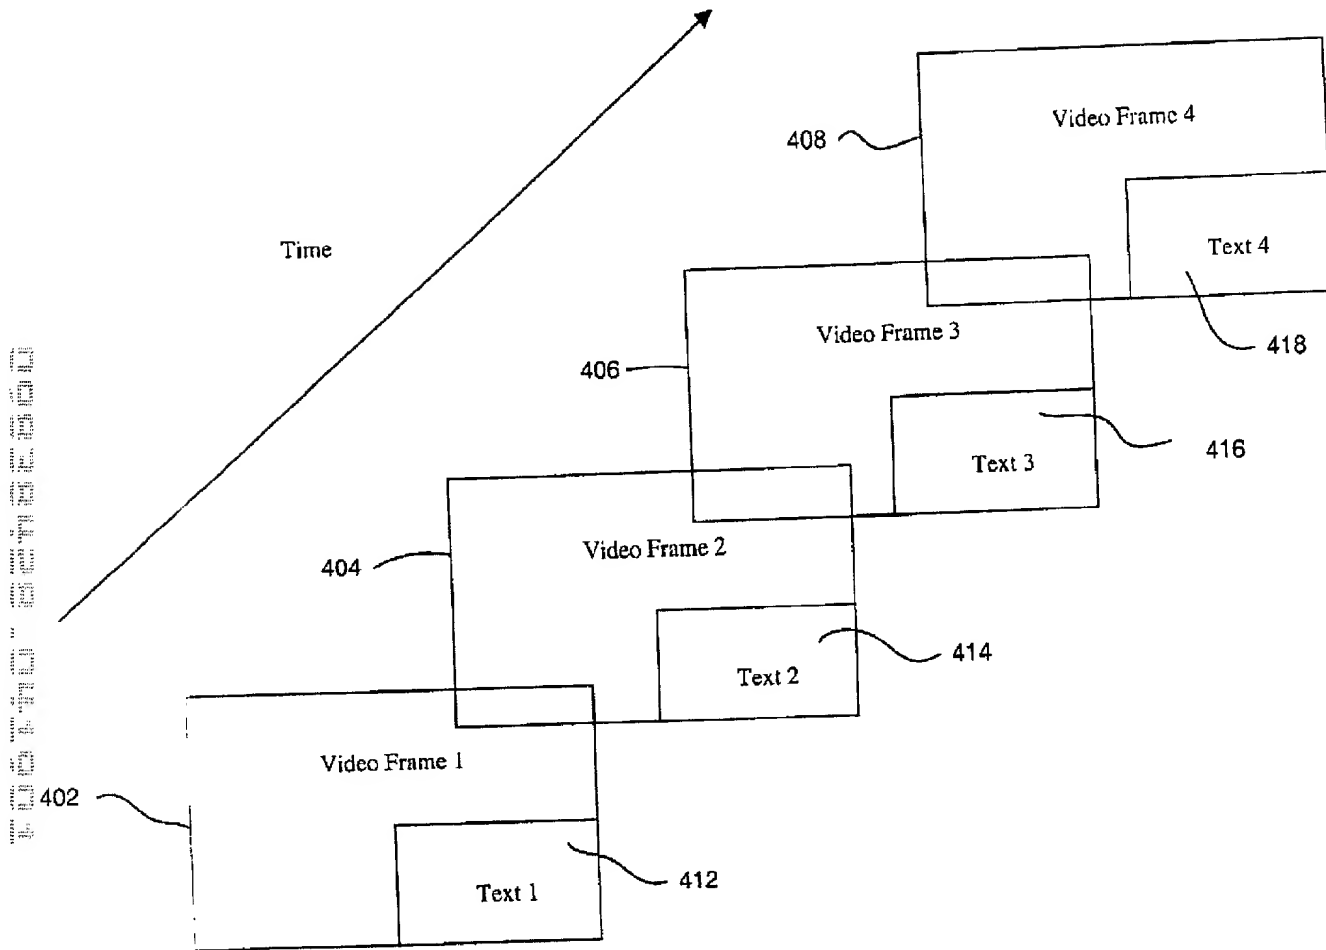 Time
Video Frame 4
408
Text 4
418
Video Frame 3
406
416
Text 3
Video Frame 2
404
414
Text 2
Video Frame 1
402
412
Text 1